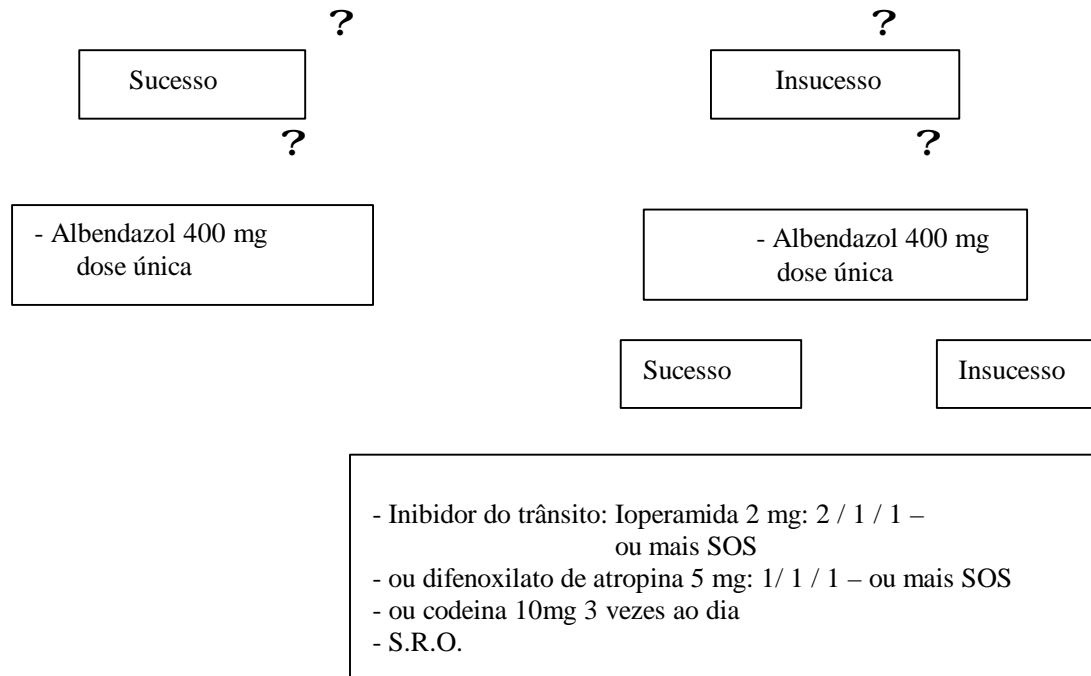 ?
?
Sucesso
Insucesso
?
?
- Albendazol 400 mg
dose única
- Albendazol 400 mg
dose única
Sucesso
Insucesso
- Inibidor do trânsito: Ioperamida 2 mg: 2 / 1 / 1 –
ou mais SOS
- ou difenoxilato de atropina 5 mg: 1/ 1 / 1 – ou mais SOS
- ou codeina 10mg 3 vezes ao dia
- S.R.O.